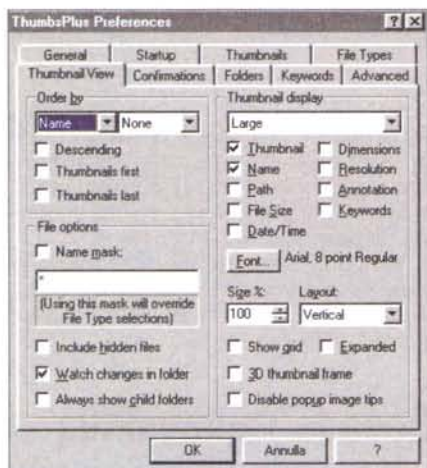 ThumbsPlus Preferences
General Startup Thumbnails File Types
Thumbnail View Confirmations Folders Keywords Advanced
Order by
Name None
Descending
Thumbnails first
Thumbnails last
File options
Name mask:
*
(Using this mask will override
File Type selections)
Include hidden files
Watch changes in folder
Always show child folders
Thumbnail display
Large
Thumbnail Dimensions
Name Resolution
Path Annotation
File Size Keywords
Date/Time
Font... Arial, 8 point Regular
Size %: Layout:
100 Vertical
Show grid Expanded
3D thumbnail frame
Disable popup image tips
OK Annulla ?